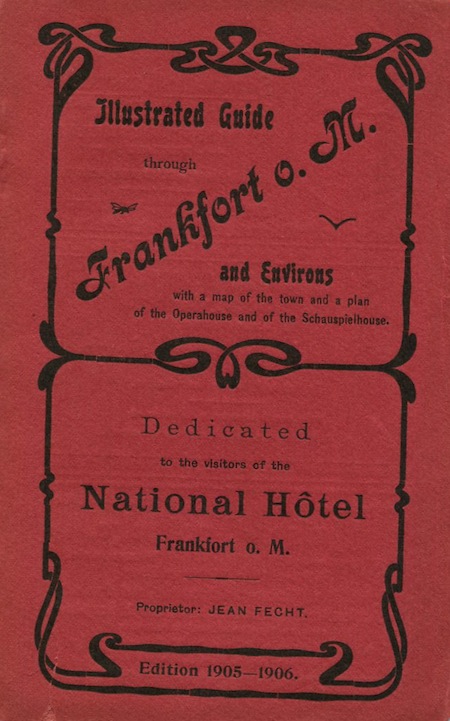 Illustrated Guide
through
Frankfort o. M.
and Environs
with a map of the town and a plan
of the Operahouse and of the Schauspielhouse.
Dedicated
to the visitors of the
National Hôtel
Frankfort o. M.
Proprietor: JEAN FECHT.
Edition 1905—1906.